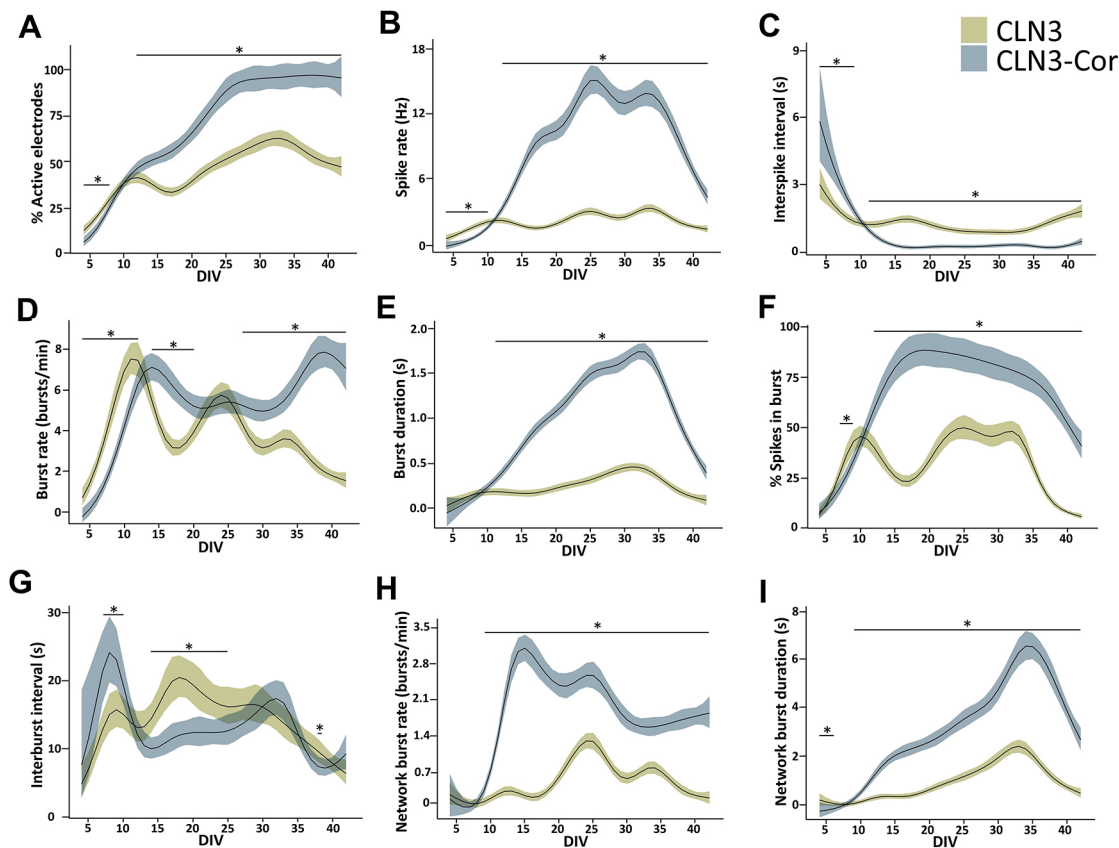 A
% Active electrodes
100
75
50
25
0
*
*
5 10 15 20 25 30 35 40
DIV
B
Spike rate (Hz)
18
12
6
0
*
*
5 10 15 20 25 30 35 40
DIV
C
Interspike interval (s)
9
6
3
0
*
*
5 10 15 20 25 30 35 40
DIV
CLN3
CLN3-Cor
D
Burst rate (bursts/min)
8
6
4
2
0
*
*
*
5 10 15 20 25 30 35 40
DIV
E
Burst duration (s)
2.0
1.5
1.0
0.5
0.0
*
5 10 15 20 25 30 35 40
DIV
F
% Spikes in burst
100
75
50
25
0
*
*
5 10 15 20 25 30 35 40
DIV
G
Interburst interval (s)
30
20
10
0
*
*
*
5 10 15 20 25 30 35 40
DIV
H
Network burst rate (bursts/min)
3.5
2.8
2.1
1.4
0.7
0
*
5 10 15 20 25 30 35 40
DIV
I
Network burst duration (s)
8
6
4
2
0
*
*
5 10 15 20 25 30 35 40
DIV